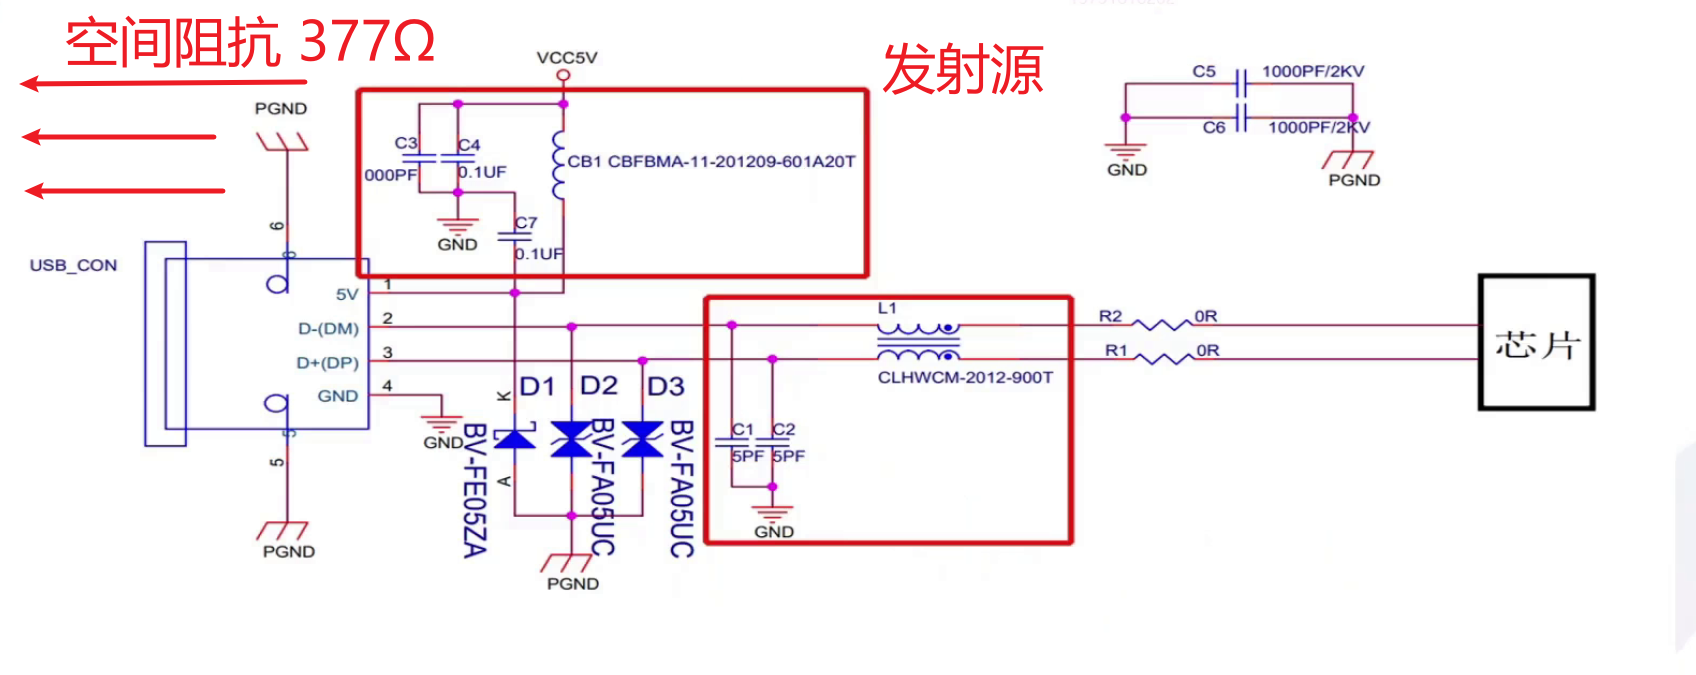 空间阻抗 377Ω
发射源
VCC5V
PGND
C3
000PF
C4
0.1UF
GND
C7
0.1UF
CB1 CBFBMA-11-201209-601A20T
C5
1000PF/2KV
C6
1000PF/2KV
GND
PGND
USB_CON
6
6
5V
1
D-(DM)
2
D+(DP)
3
GND
4
GND
5
5
PGND
K
D1
A
BV-FE05ZA
D2
BV-FA05UC
D3
BV-FA05UC
PGND
C1
5PF
C2
5PF
GND
L1
CLHWCM-2012-900T
R2
0R
R1
0R
芯片